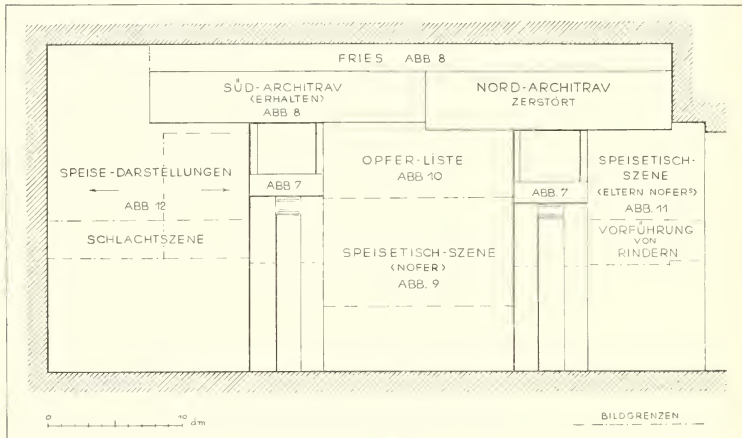 FRIES ABB 8
SÜD-ARCHITRAV
<ERHALTEN>
ABB 8
NORD-ARCHITRAV
ZERSTÖRT
SPEISE-DARSTELLUNGEN
ABB 12
SCHLACHTSZENE
ABB 7
OPFER-LISTE
ABB 10
SPEISETISCH-SZENE
<NOFER>
ABB. 9
ABB. 7
SPEISETISCH-
SZENE
<ELTERN NOFERS>
ABB. 11
VORFÜHRUNG
VON
RINDERN
0 10 dm
BILDGRENZEN